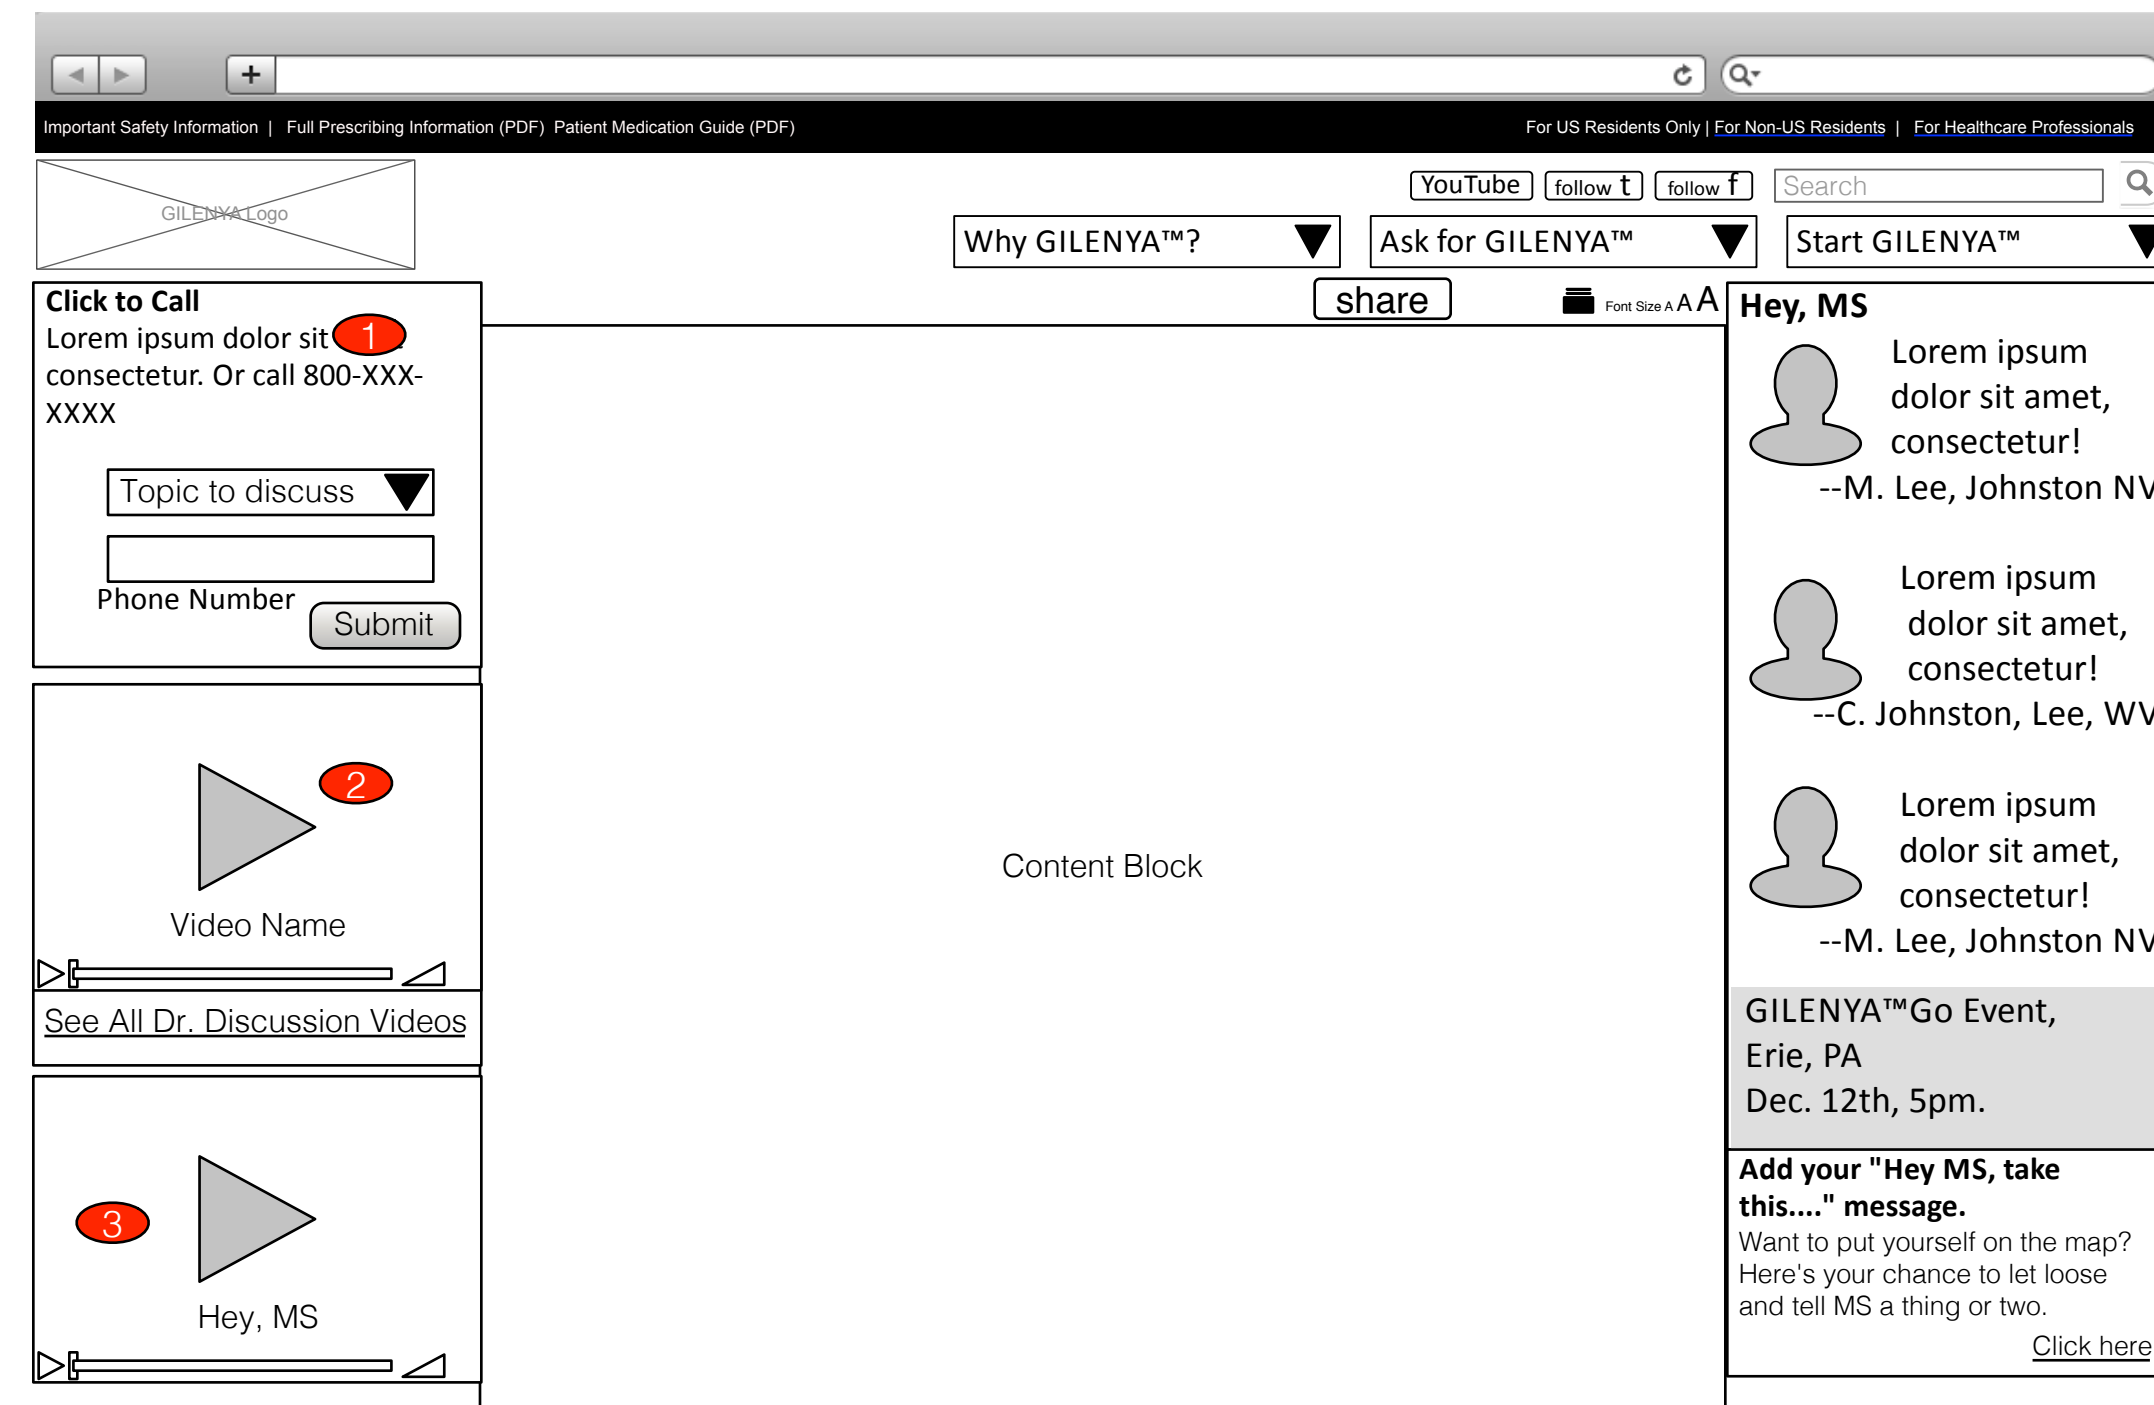 Important Safety Information | Full Prescribing Information (PDF) Patient Medication Guide (PDF)
For US Residents Only | For Non-US Residents | For Healthcare Professionals
GILENYA Logo
YouTube
follow t
follow f
Search
Why GILENYA™?
Ask for GILENYA™
Start GILENYA™
share
Font Size A A A
Click to Call
Lorem ipsum dolor sit
1
consectetur. Or call 800-XXX-
XXXX
Topic to discuss
Phone Number
Submit
2
Video Name
See All Dr. Discussion Videos
3
Hey, MS
Content Block
Hey, MS
Lorem ipsum
dolor sit amet,
consectetur!
--M. Lee, Johnston NV
Lorem ipsum
dolor sit amet,
consectetur!
--C. Johnston, Lee, WV
Lorem ipsum
dolor sit amet,
consectetur!
--M. Lee, Johnston NV
GILENYA™Go Event,
Erie, PA
Dec. 12th, 5pm.
Add your "Hey MS, take
this...." message.
Want to put yourself on the map?
Here's your chance to let loose
and tell MS a thing or two.
Click here